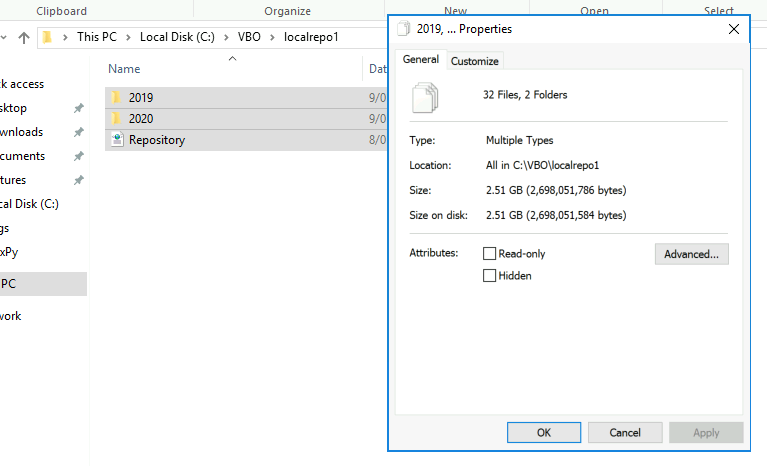 Clipboard
Organize
New
Open
Select
This PC > Local Disk (C:) > VBO > localrepo1
ck access
sktop
wnloads
cuments
tures
cal Disk (C:)
gs
xPy
PC
work
Name
Dat
2019
9/0
2020
9/0
Repository
8/0
2019, ... Properties
General
Customize
32 Files, 2 Folders
Type: Multiple Types
Location: All in C:\VBO\localrepo1
Size: 2.51 GB (2,698,051,786 bytes)
Size on disk: 2.51 GB (2,698,051,584 bytes)
Attributes: Read-only
Advanced...
Hidden
OK
Cancel
Apply